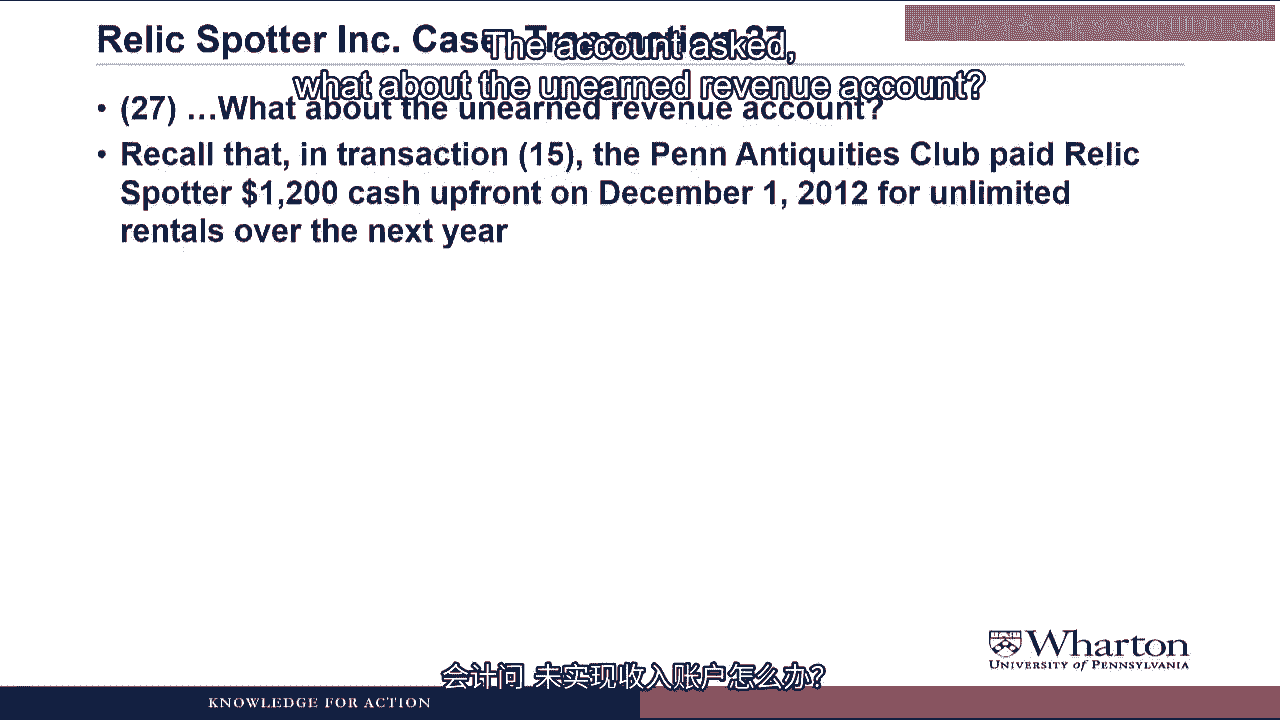 Relic Spotter Inc. Case: Transaction 27
The account asked,
what about the unearned revenue account?
• (27) …What about the unearned revenue account?
• Recall that, in transaction (15), the Penn Antiquities Club paid Relic
Spotter $1,200 cash upfront on December 1, 2012 for unlimited
rentals over the next year
Wharton
UNIVERSITY of PENNSYLVANIA
会计问 未实现收入账户怎么办?
KNOWLEDGE FOR ACTION